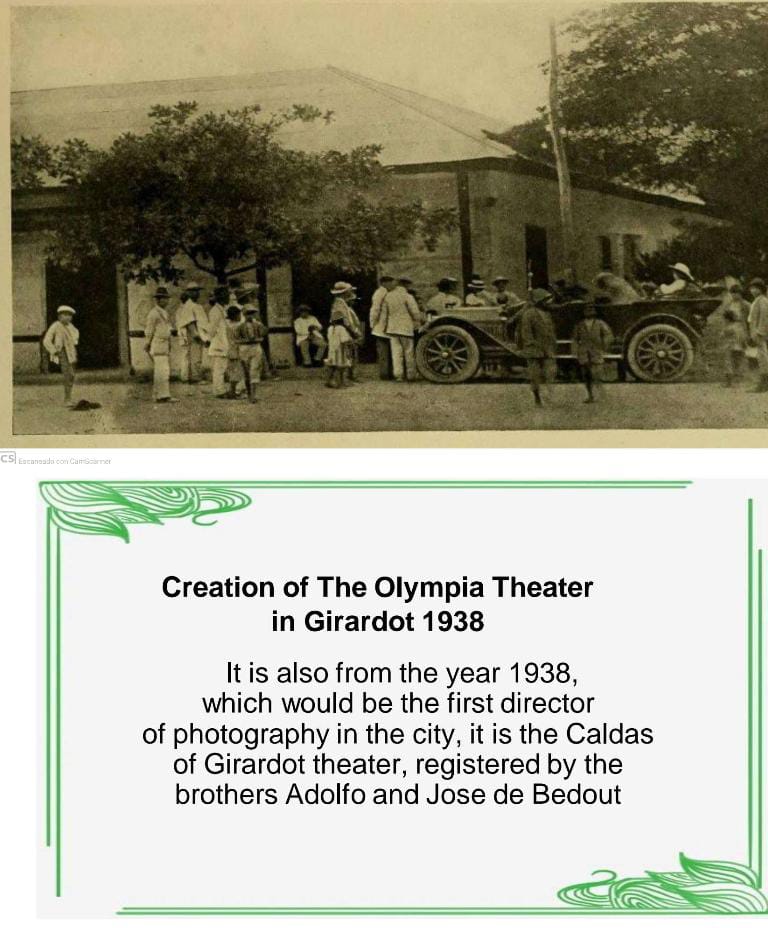 CS Escaneado con CamScanner
Creation of The Olympia Theater
in Girardot 1938
It is also from the year 1938,
which would be the first director
of photography in the city, it is the Caldas
of Girardot theater, registered by the
brothers Adolfo and Jose de Bedout